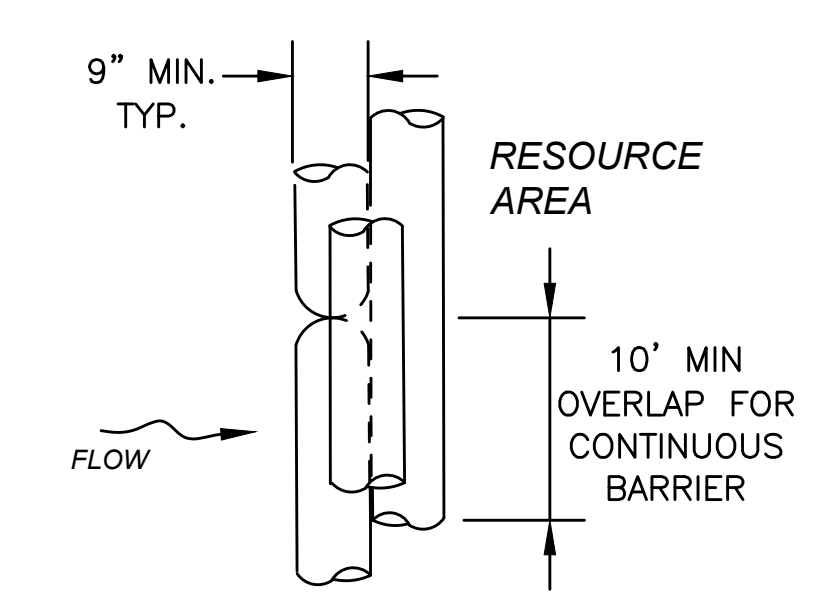 9” MIN.
TYP.
RESOURCE
AREA
10’ MIN
OVERLAP FOR
CONTINUOUS
BARRIER
FLOW